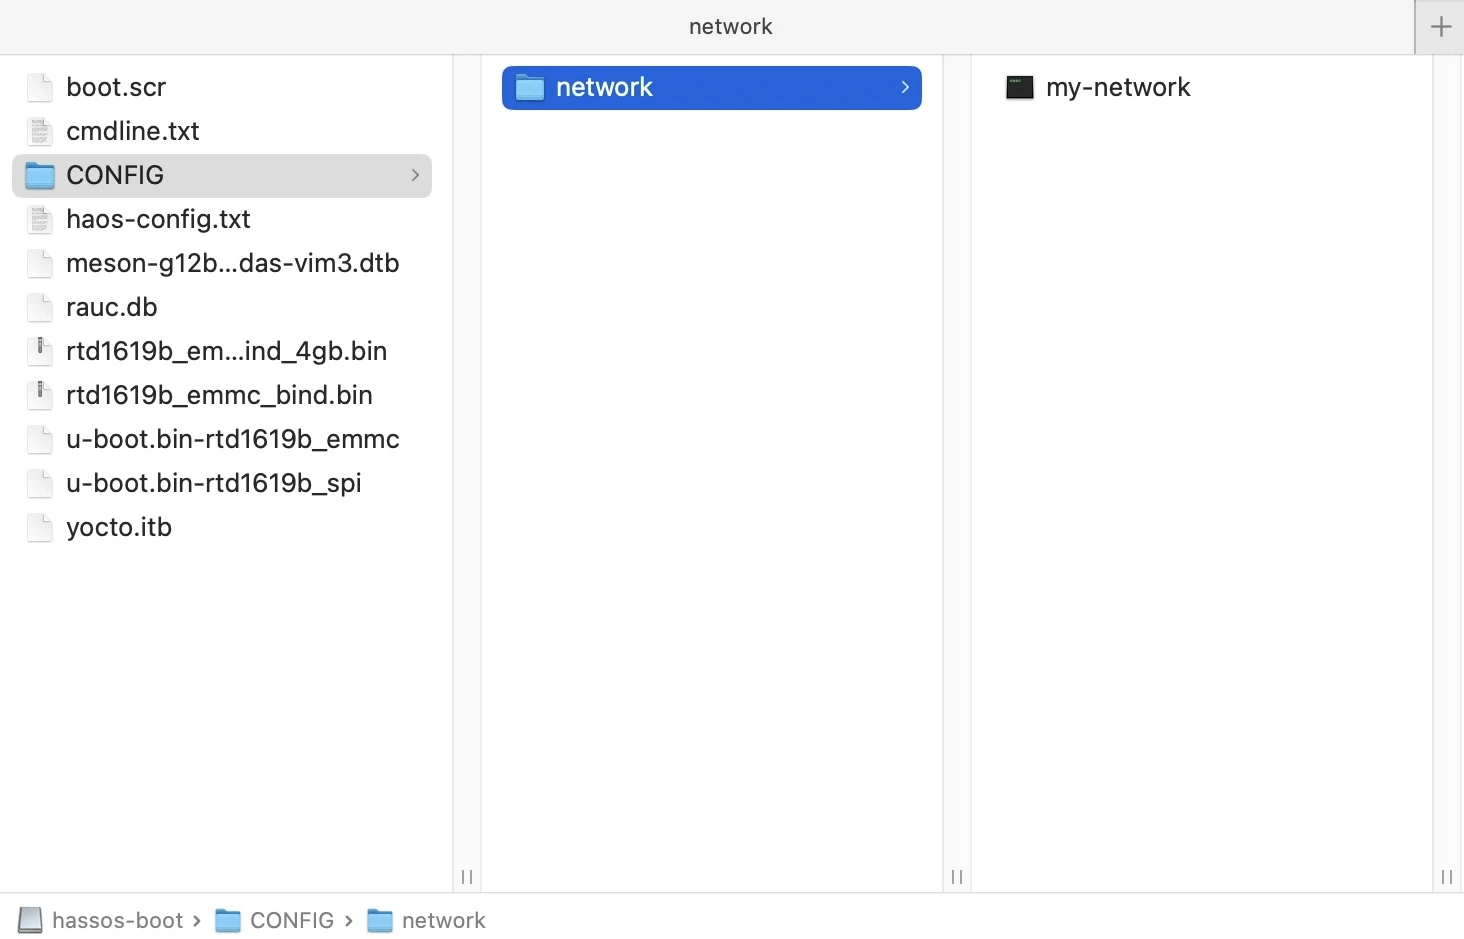 network
boot.scr
cmdline.txt
CONFIG
haos-config.txt
meson-g12b...das-vim3.dtb
rauc.db
rtd1619b_em...ind_4gb.bin
rtd1619b_emmc_bind.bin
u-boot.bin-rtd1619b_emmc
u-boot.bin-rtd1619b_spi
yocto.itb
network
my-network
hassos-boot › CONFIG › network